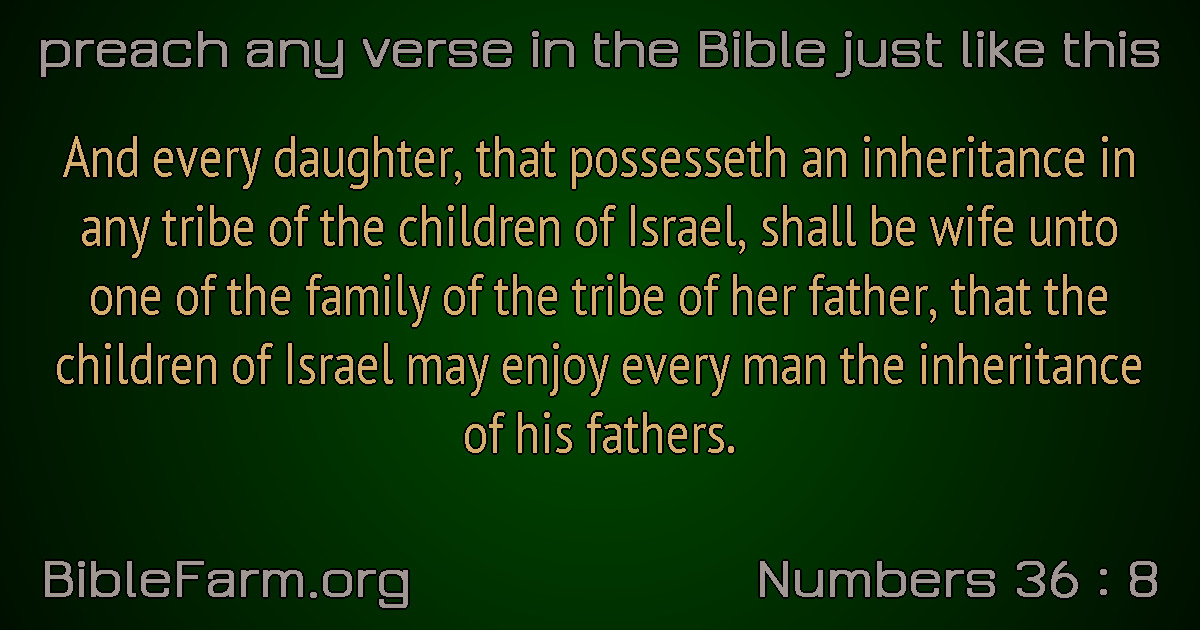 preach any verse in the Bible just like this
And every daughter, that possesseth an inheritance in
any tribe of the children of Israel, shall be wife unto
one of the family of the tribe of her father, that the
children of Israel may enjoy every man the inheritance
of his fathers.
BibleFarm.org
Numbers 36 : 8